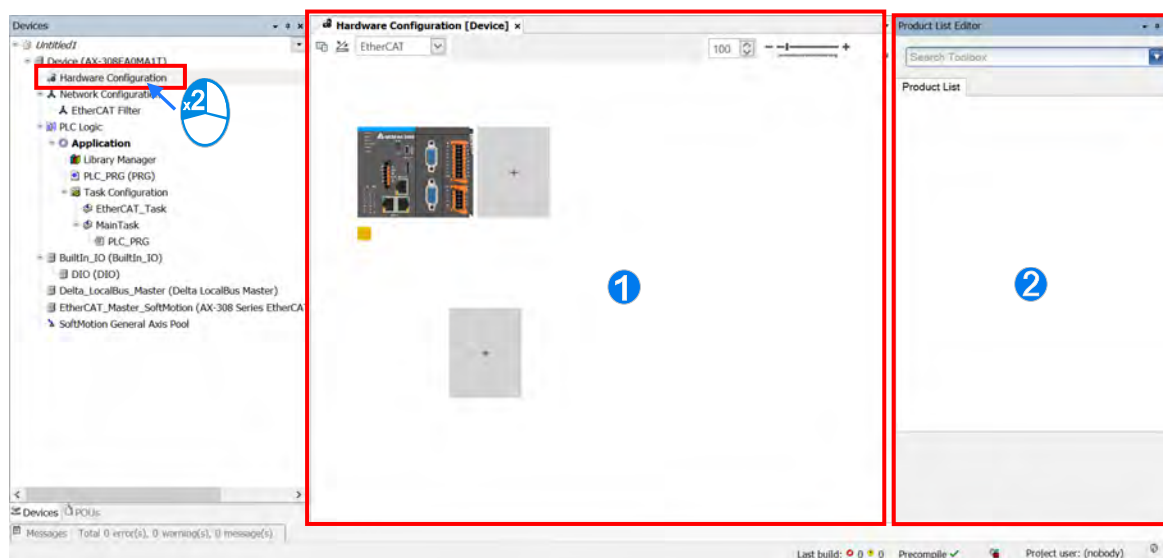 Devices
Untitled1
Device (AX-308EA0MA1T)
Hardware Configuration
Network Configuration
EtherCAT Filter
PLC Logic
Application
Library Manager
PLC_PRG (PRG)
Task Configuration
EtherCAT_Task
MainTask
PLC_PRG
BuiltIn_IO (BuiltIn_IO)
DIO (DIO)
Delta_LocalBus_Master (Delta LocalBus Master)
EtherCAT_Master_SoftMotion (AX-308 Series EtherCA
SoftMotion General Axis Pool
x2
Devices
POUs
Messages Total 0 error(s), 0 warning(s), 0 message(s)
Hardware Configuration [Device] x
EtherCAT
100
1
Product List Editor
Search Toolbox
Product List
2
Last build: 0 0 Precompile ✓ Project user: (nobody)